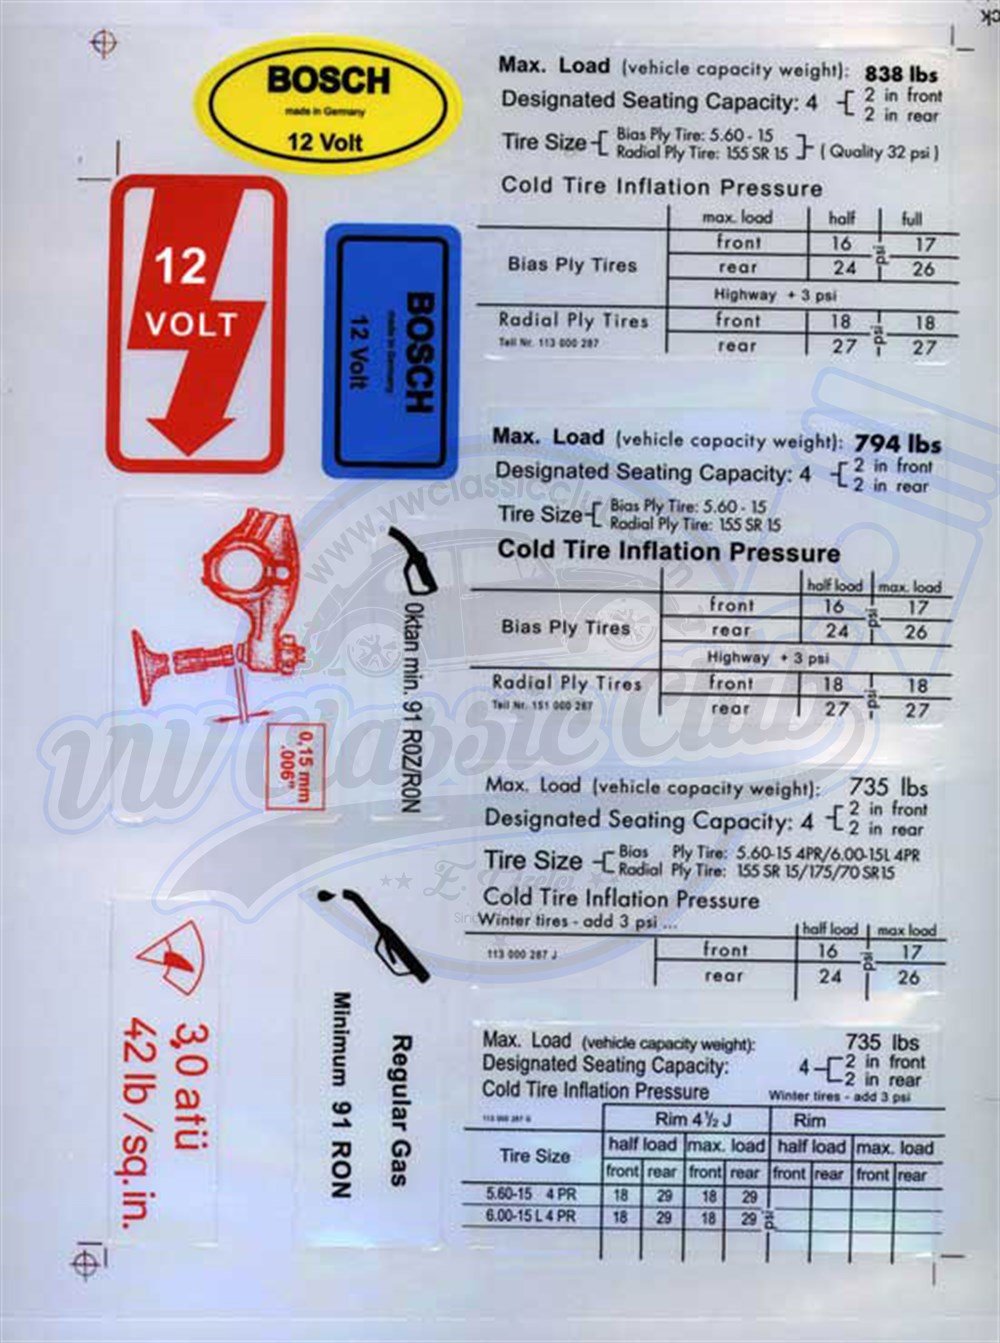 BOSCH
made in Germany
12 Volt
12
VOLT
BOSCH
made in Germany
12 Volt
0,15 mm
.006"
Oktan min. 91 ROZ/RON
3,0 atü
42 lb/sq.in.
Regular Gas
Minimum 91 RON
Max. Load (vehicle capacity weight): 838 lbs
Designated Seating Capacity: 4 2 in front
2 in rear
Tire Size Bias Ply Tire: 5.60 - 15
Radial Ply Tire: 155 SR 15 (Quality 32 psi)
Cold Tire Inflation Pressure
max. load half full
Bias Ply Tires front 16 psi 17
rear 24 26
Highway + 3 psi
Radial Ply Tires front 18 psi 18
Teil Nr. 113 000 287 rear 27 27
Max. Load (vehicle capacity weight): 794 lbs
Designated Seating Capacity: 4 2 in front
2 in rear
Tire Size Bias Ply Tire: 5.60 - 15
Radial Ply Tire: 155 SR 15
Cold Tire Inflation Pressure
half load max. load
Bias Ply Tires front 16 psi 17
rear 24 26
Highway + 3 psi
Radial Ply Tires front 18 psi 18
Teil Nr. 151 000 287 rear 27 27
Max. Load (vehicle capacity weight): 735 lbs
Designated Seating Capacity: 4 2 in front
2 in rear
Tire Size Bias Ply Tire: 5.60-15 4PR/6.00-15L 4PR
Radial Ply Tire: 155 SR 15/175/70 SR15
Cold Tire Inflation Pressure
Winter tires - add 3 psi ...
half load max load
113 000 287 J front 16 psi 17
rear 24 26
Max. Load (vehicle capacity weight): 735 lbs
Designated Seating Capacity: 4 2 in front
2 in rear
Cold Tire Inflation Pressure Winter tires - add 3 psi
Rim 4½ J Rim
Tire Size half load max. load half load max. load
front rear front rear front rear front rear
5.60-15 4 PR 18 29 18 29
6.00-15 L 4 PR 18 29 18 29 psi
www.vwclassicclub
VW Classic Club